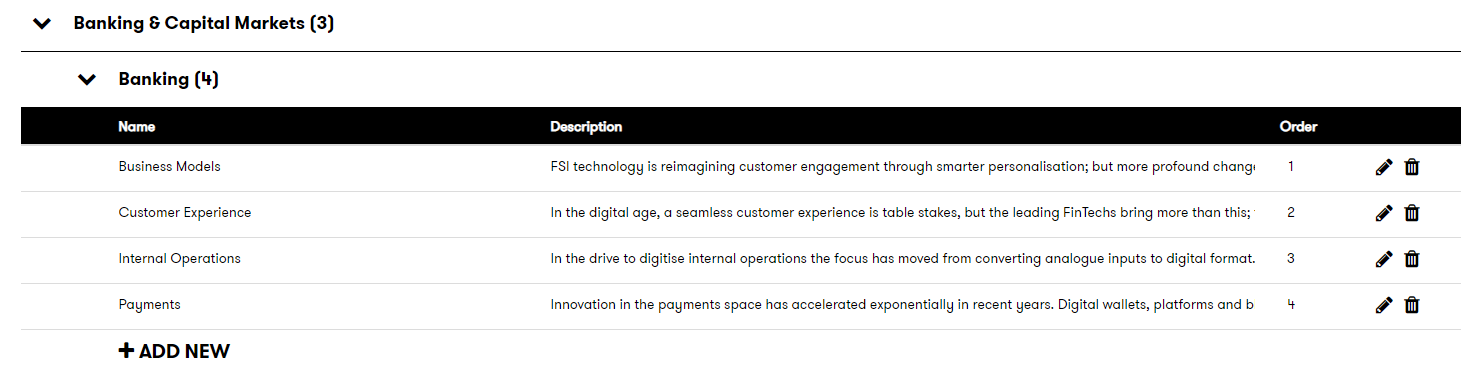 Banking & Capital Markets (3)
Banking (4)
Name Description Order
Business Models FSI technology is reimagining customer engagement through smarter personalisation; but more profound change 1
Customer Experience In the digital age, a seamless customer experience is table stakes, but the leading FinTechs bring more than this; 2
Internal Operations In the drive to digitise internal operations the focus has moved from converting analogue inputs to digital format. 3
Payments Innovation in the payments space has accelerated exponentially in recent years. Digital wallets, platforms and b 4
+ ADD NEW